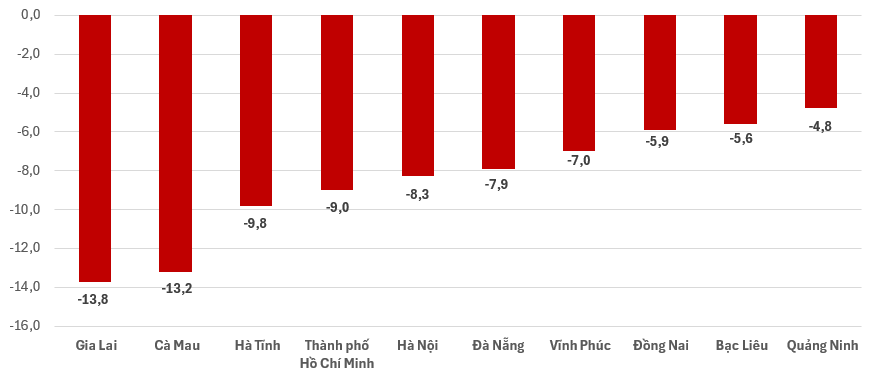 0,0
-2,0
-4,0
-6,0
-8,0
-10,0
-12,0
-14,0
-16,0
-13,8
-13,2
-9,8
-9,0
-8,3
-7,9
-7,0
-5,9
-5,6
-4,8
Gia Lai
Cà Mau
Hà Tĩnh
Thành phố
Hồ Chí Minh
Hà Nội
Đà Nẵng
Vĩnh Phúc
Đồng Nai
Bạc Liêu
Quảng Ninh